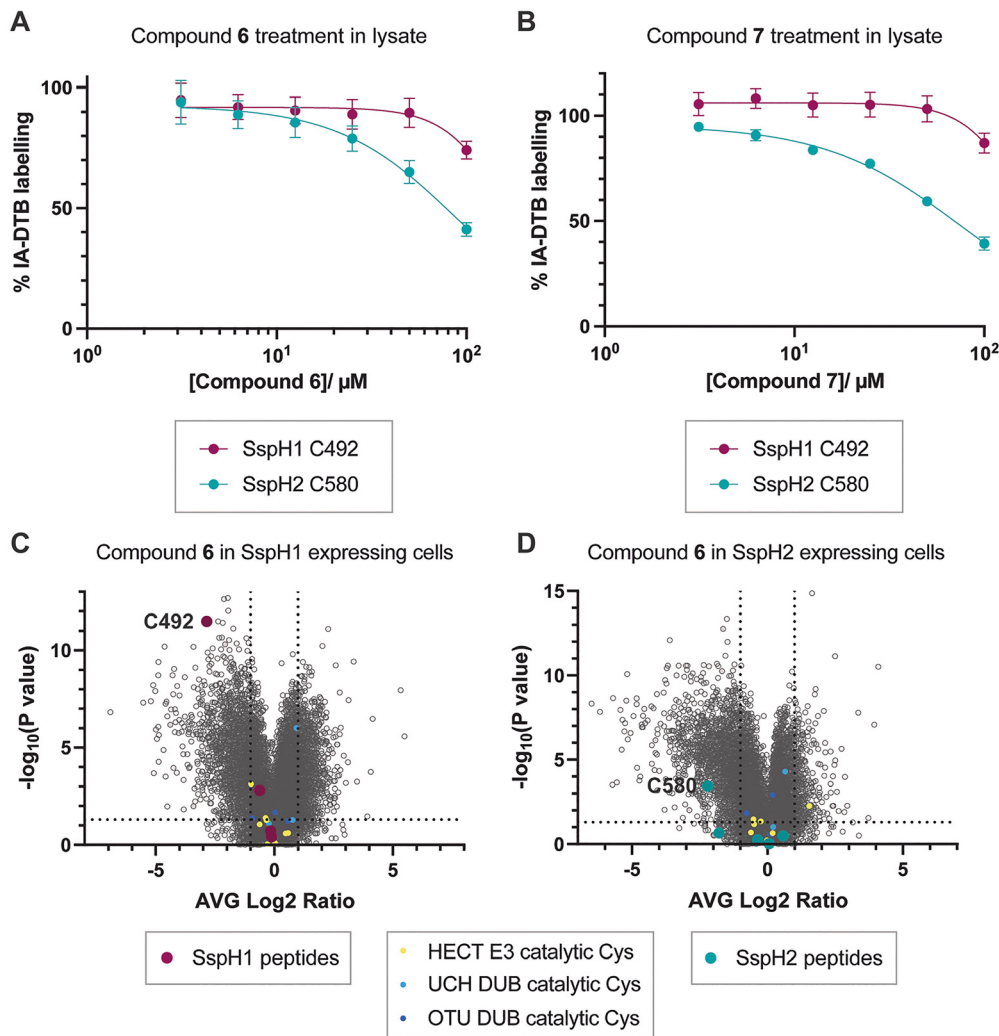 A
Compound 6 treatment in lysate
% IA-DTB labelling
100
50
0
10⁰
10¹
10²
[Compound 6]/ µM
SspH1 C492
SspH2 C580
B
Compound 7 treatment in lysate
% IA-DTB labelling
100
50
0
10⁰
10¹
10²
[Compound 7]/ µM
SspH1 C492
SspH2 C580
C
Compound 6 in SspH1 expressing cells
C492
-log₁₀(P value)
10
5
0
-5
0
5
AVG Log2 Ratio
SspH1 peptides
D
Compound 6 in SspH2 expressing cells
C580
-log₁₀(P value)
15
10
5
0
-5
0
5
AVG Log2 Ratio
HECT E3 catalytic Cys
UCH DUB catalytic Cys
OTU DUB catalytic Cys
SspH2 peptides